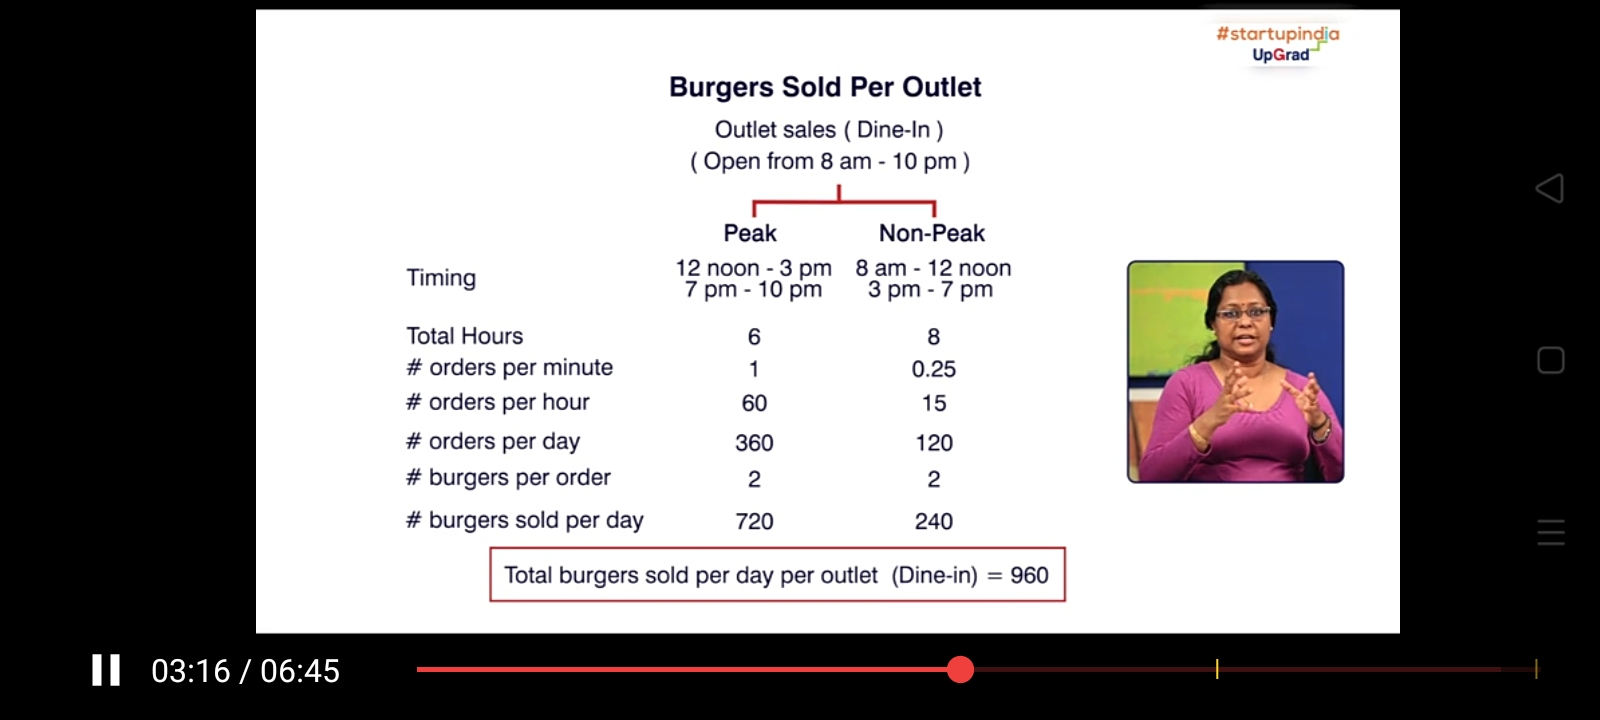 #startupindia
UpGrad
Burgers Sold Per Outlet
Outlet sales ( Dine-In )
( Open from 8 am - 10 pm )
Peak Non-Peak
Timing 12 noon - 3 pm 8 am - 12 noon
7 pm - 10 pm 3 pm - 7 pm
Total Hours 6 8
# orders per minute 1 0.25
# orders per hour 60 15
# orders per day 360 120
# burgers per order 2 2
# burgers sold per day 720 240
Total burgers sold per day per outlet (Dine-in) = 960
03:16 / 06:45